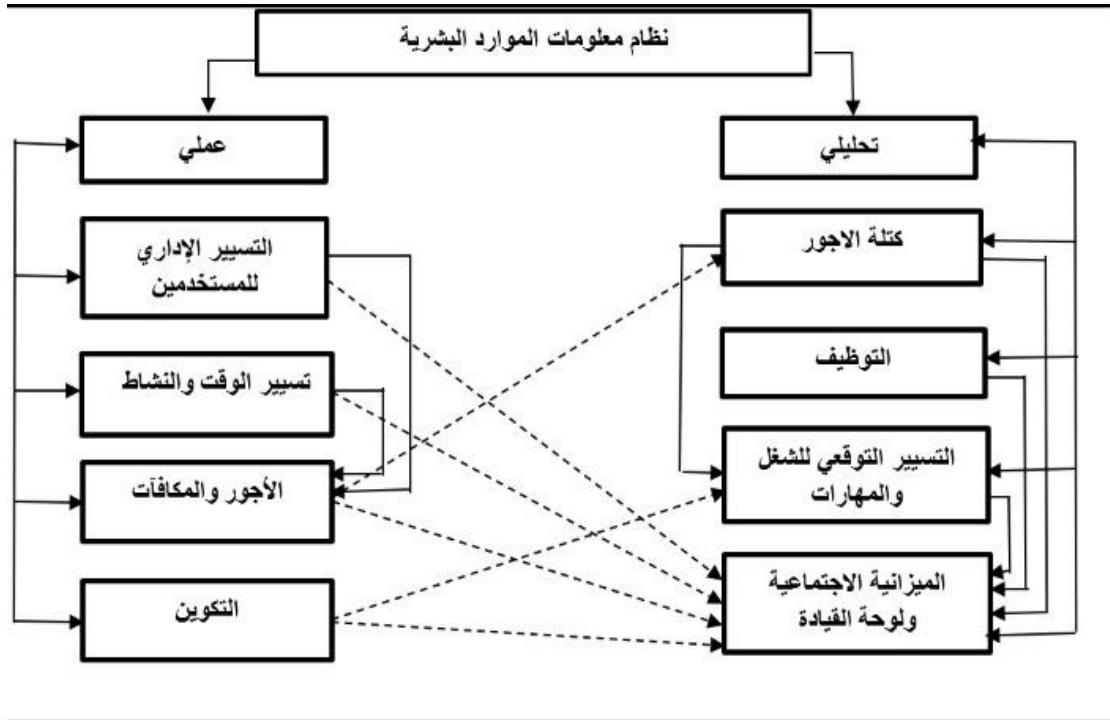 نظام معلومات الموارد البشرية
تحليلي
عملي
كتلة الاجور
التسيير الإداري
للمستخدمين
التوظيف
تسيير الوقت والنشاط
التسيير التوقعي للشغل
والمهارات
الأجور والمكافآت
الميزانية الاجتماعية
ولوحة القيادة
التكوين